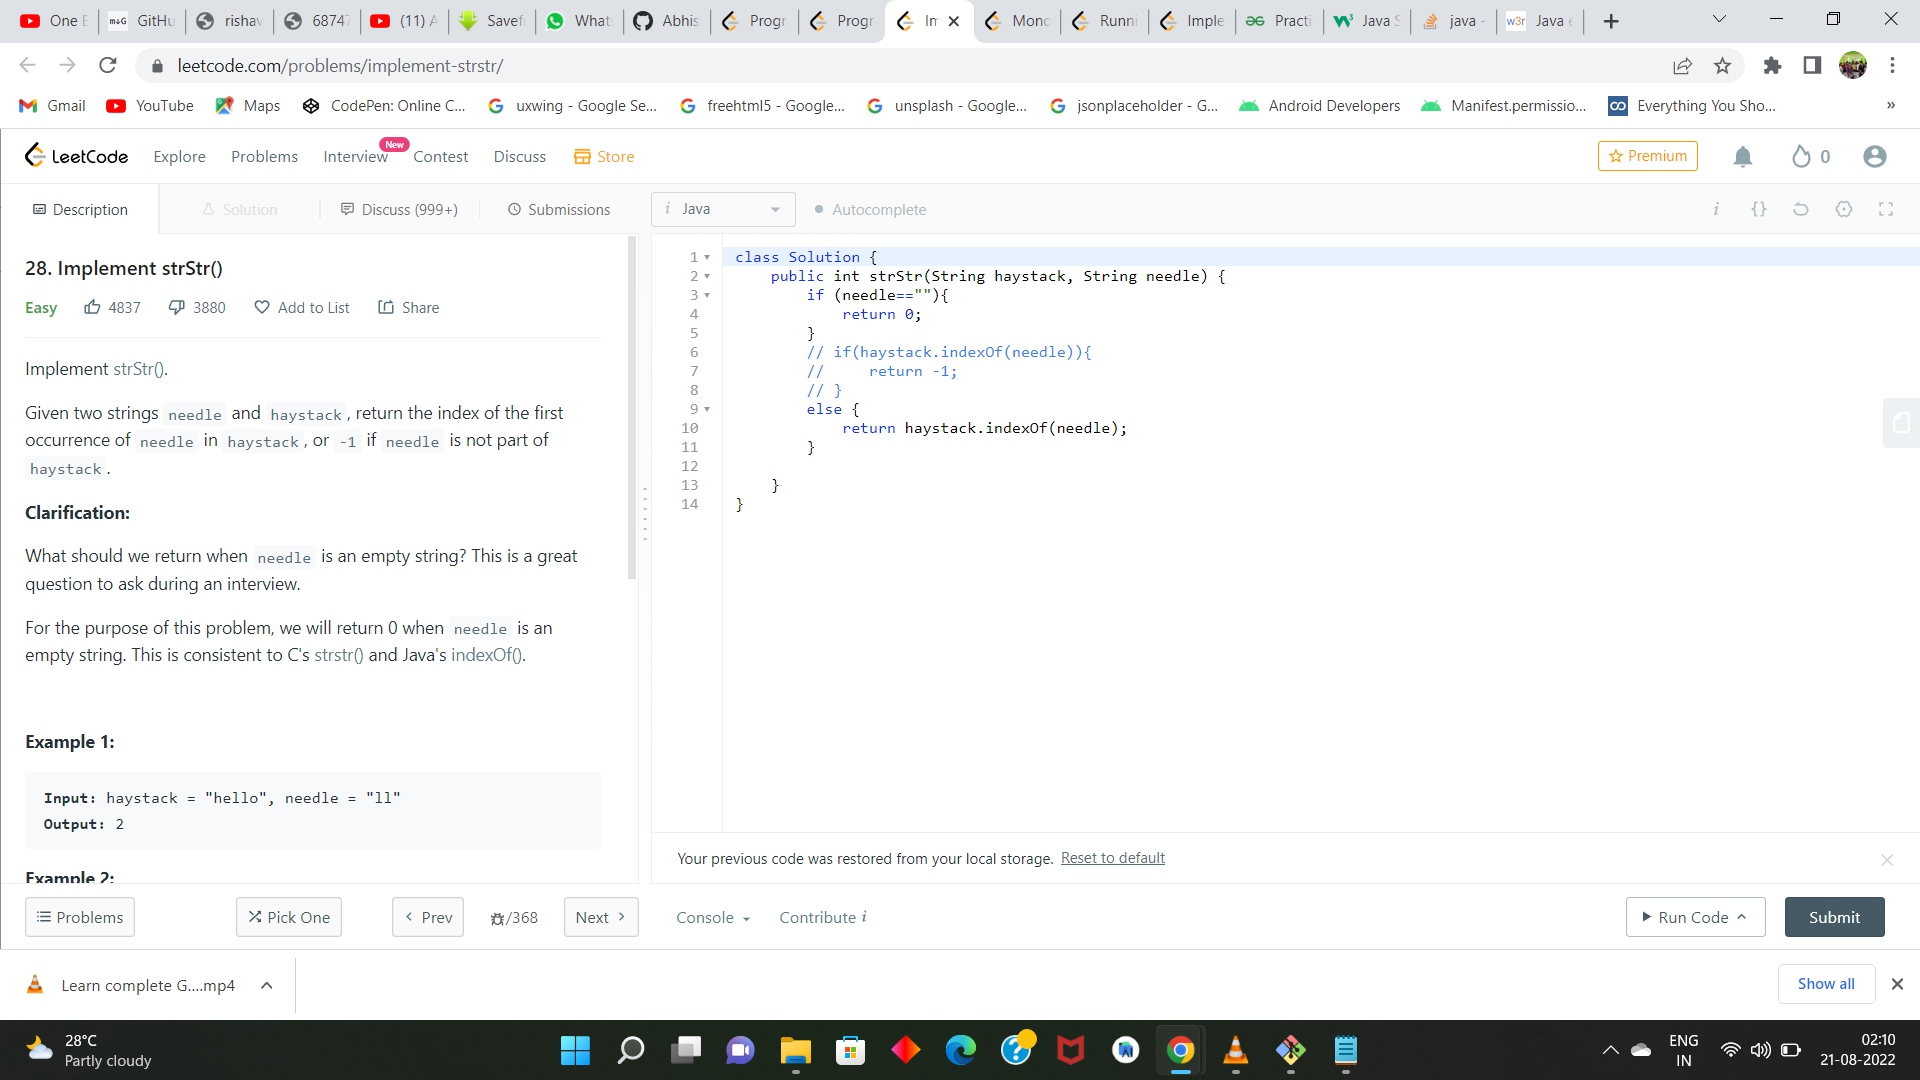 One E
m+G GitHu
rishav
68747
(11) A
Savef
What:
Abhis
Progr
Progr
Im
Mono
Runni
Imple
Practi
Java S
java -
w3r Java e
leetcode.com/problems/implement-strstr/
Gmail YouTube Maps CodePen: Online C... uxwing - Google Se... freehtml5 - Google... unsplash - Google... jsonplaceholder - G... Android Developers Manifest.permissio... Everything You Sho... »
LeetCode Explore Problems Interview New Contest Discuss Store Premium 0
Description Solution Discuss (999+) Submissions i Java Autocomplete i {}
28. Implement strStr()
Easy 4837 3880 Add to List Share
Implement strStr().
Given two strings needle and haystack, return the index of the first
occurrence of needle in haystack, or -1 if needle is not part of
haystack.
Clarification:
What should we return when needle is an empty string? This is a great
question to ask during an interview.
For the purpose of this problem, we will return 0 when needle is an
empty string. This is consistent to C's strstr() and Java's indexOf().
Example 1:
Input: haystack = "hello", needle = "ll"
Output: 2
Example 2:
1 class Solution {
2 public int strStr(String haystack, String needle) {
3 if (needle==""){
4 return 0;
5 }
6 // if(haystack.indexOf(needle)){
7 // return -1;
8 // }
9 else {
10 return haystack.indexOf(needle);
11 }
12
13 }
14 }
Your previous code was restored from your local storage. Reset to default
Problems Pick One Prev /368 Next Console Contribute i Run Code Submit
Learn complete G....mp4 Show all
28°C
Partly cloudy
ENG
IN
02:10
21-08-2022